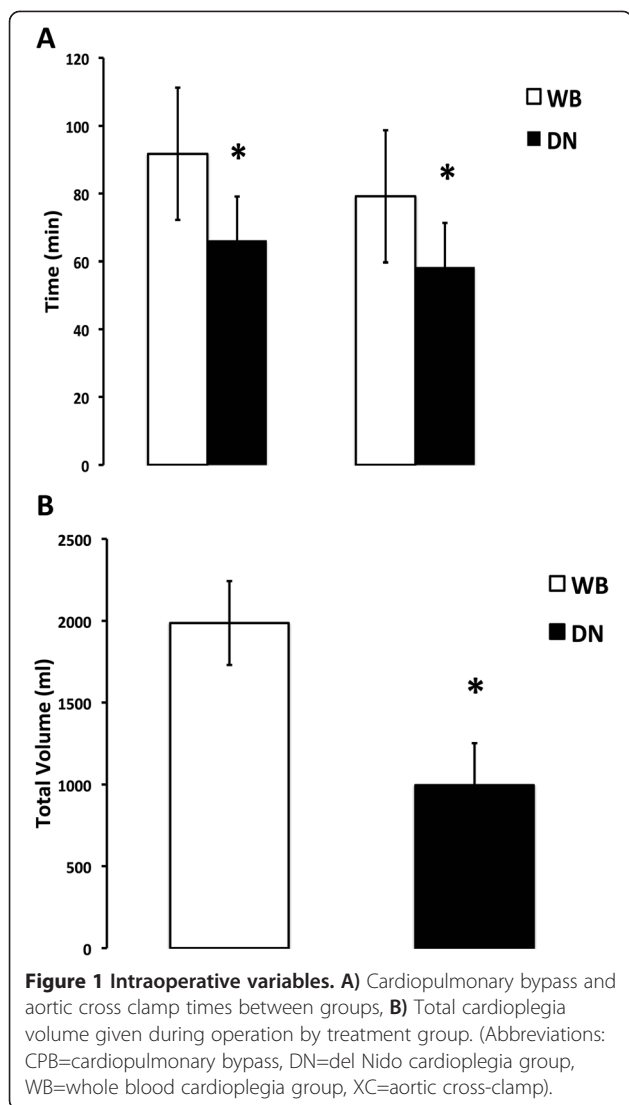 A
120
100
80
60
40
20
0
Time (min)
WB
DN
*
*
B
2500
2000
1500
1000
500
0
Total Volume (ml)
WB
DN
*
Figure 1 Intraoperative variables. A) Cardiopulmonary bypass and
aortic cross clamp times between groups, B) Total cardioplegia
volume given during operation by treatment group. (Abbreviations:
CPB=cardiopulmonary bypass, DN=del Nido cardioplegia group,
WB=whole blood cardioplegia group, XC=aortic cross-clamp).